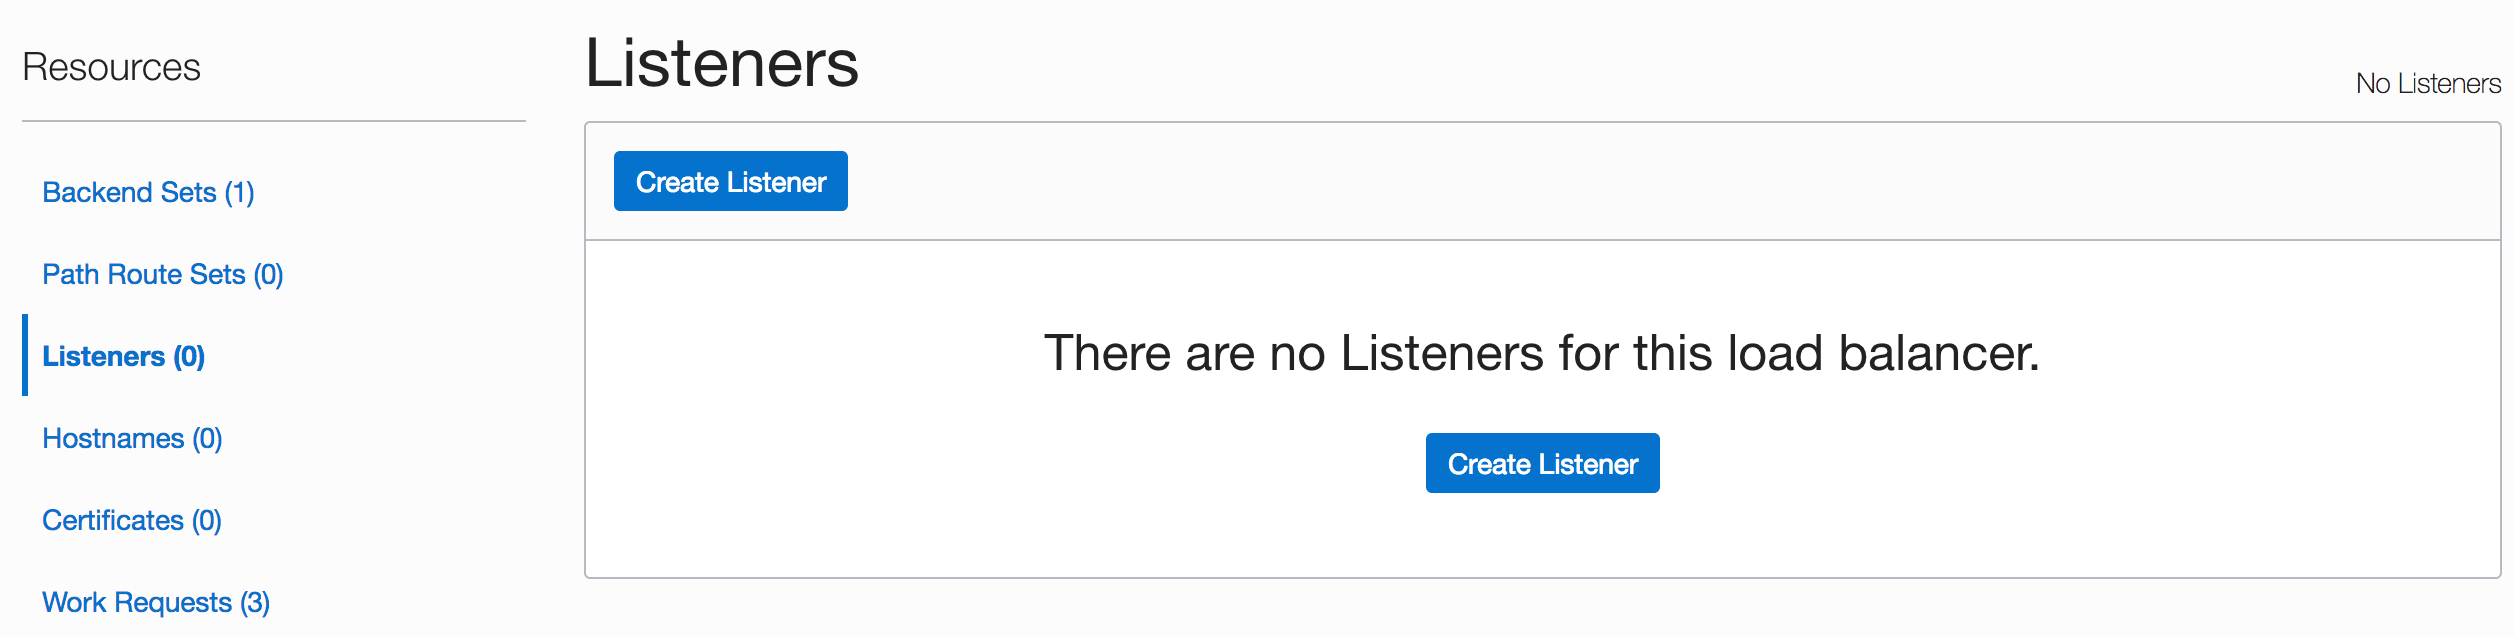 Resources
Backend Sets (1)
Path Route Sets (0)
Listeners (0)
Hostnames (0)
Certificates (0)
Work Requests (3)
Listeners
No Listeners
Create Listener
There are no Listeners for this load balancer.
Create Listener